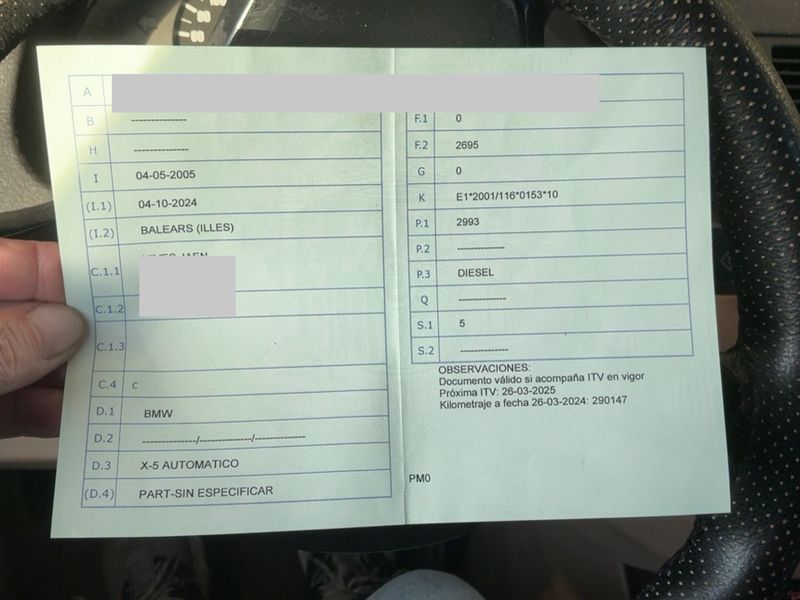 A
B --------------
H --------------
I 04-05-2005
(I.1) 04-10-2024
(I.2) BALEARS (ILLES)
C.1.1
C.1.2
C.1.3
C.4 c
D.1 BMW
D.2 --------------/--------------/-------------
D.3 X-5 AUTOMATICO
(D.4) PART-SIN ESPECIFICAR
F.1 0
F.2 2695
G 0
K E1*2001/116*0153*10
P.1 2993
P.2 -------------
P.3 DIESEL
Q -------------
S.1 5
S.2 -------------
OBSERVACIONES:
Documento válido si acompaña ITV en vigor
Próxima ITV: 26-03-2025
Kilometraje a fecha 26-03-2024: 290147
PM0